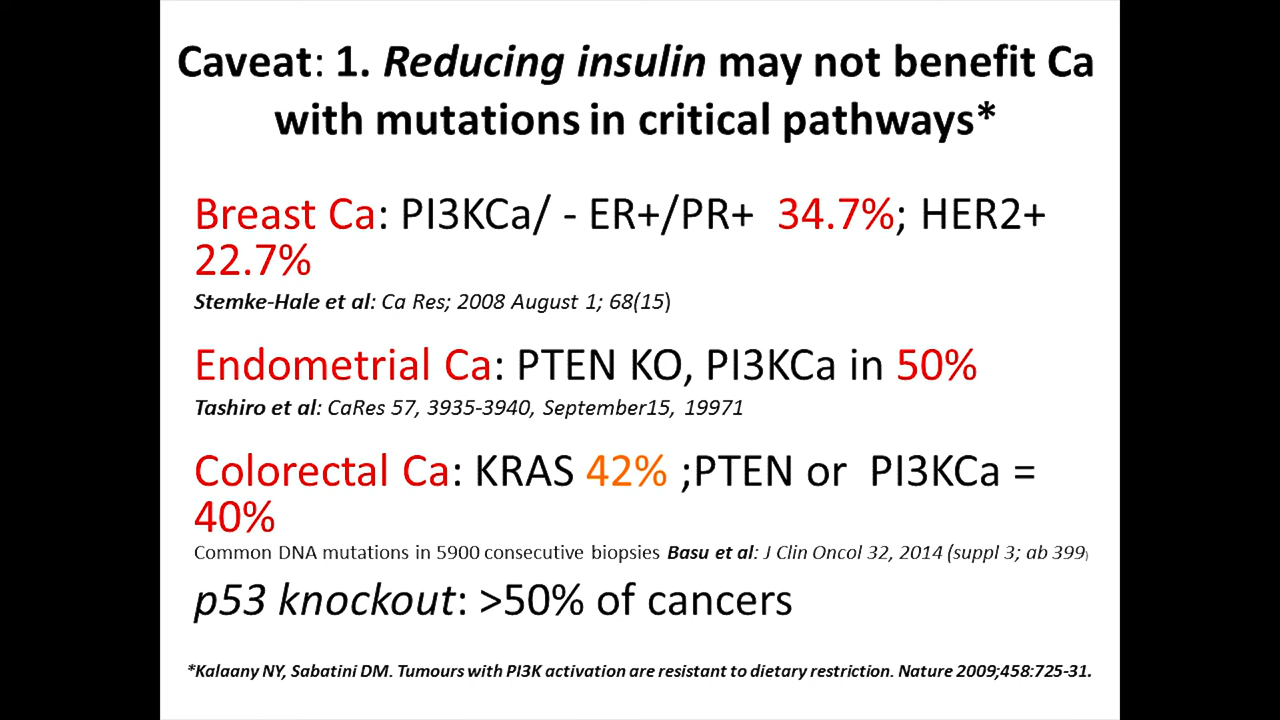 Caveat: 1. Reducing insulin may not benefit Ca
with mutations in critical pathways*
Breast Ca: PI3KCa/ - ER+/PR+ 34.7%; HER2+
22.7%
Stemke-Hale et al: Ca Res; 2008 August 1; 68(15)
Endometrial Ca: PTEN KO, PI3KCa in 50%
Tashiro et al: CaRes 57, 3935-3940, September15, 19971
Colorectal Ca: KRAS 42% ;PTEN or PI3KCa =
40%
Common DNA mutations in 5900 consecutive biopsies Basu et al: J Clin Oncol 32, 2014 (suppl 3; ab 399)
p53 knockout: >50% of cancers
*Kalaany NY, Sabatini DM. Tumours with PI3K activation are resistant to dietary restriction. Nature 2009;458:725-31.